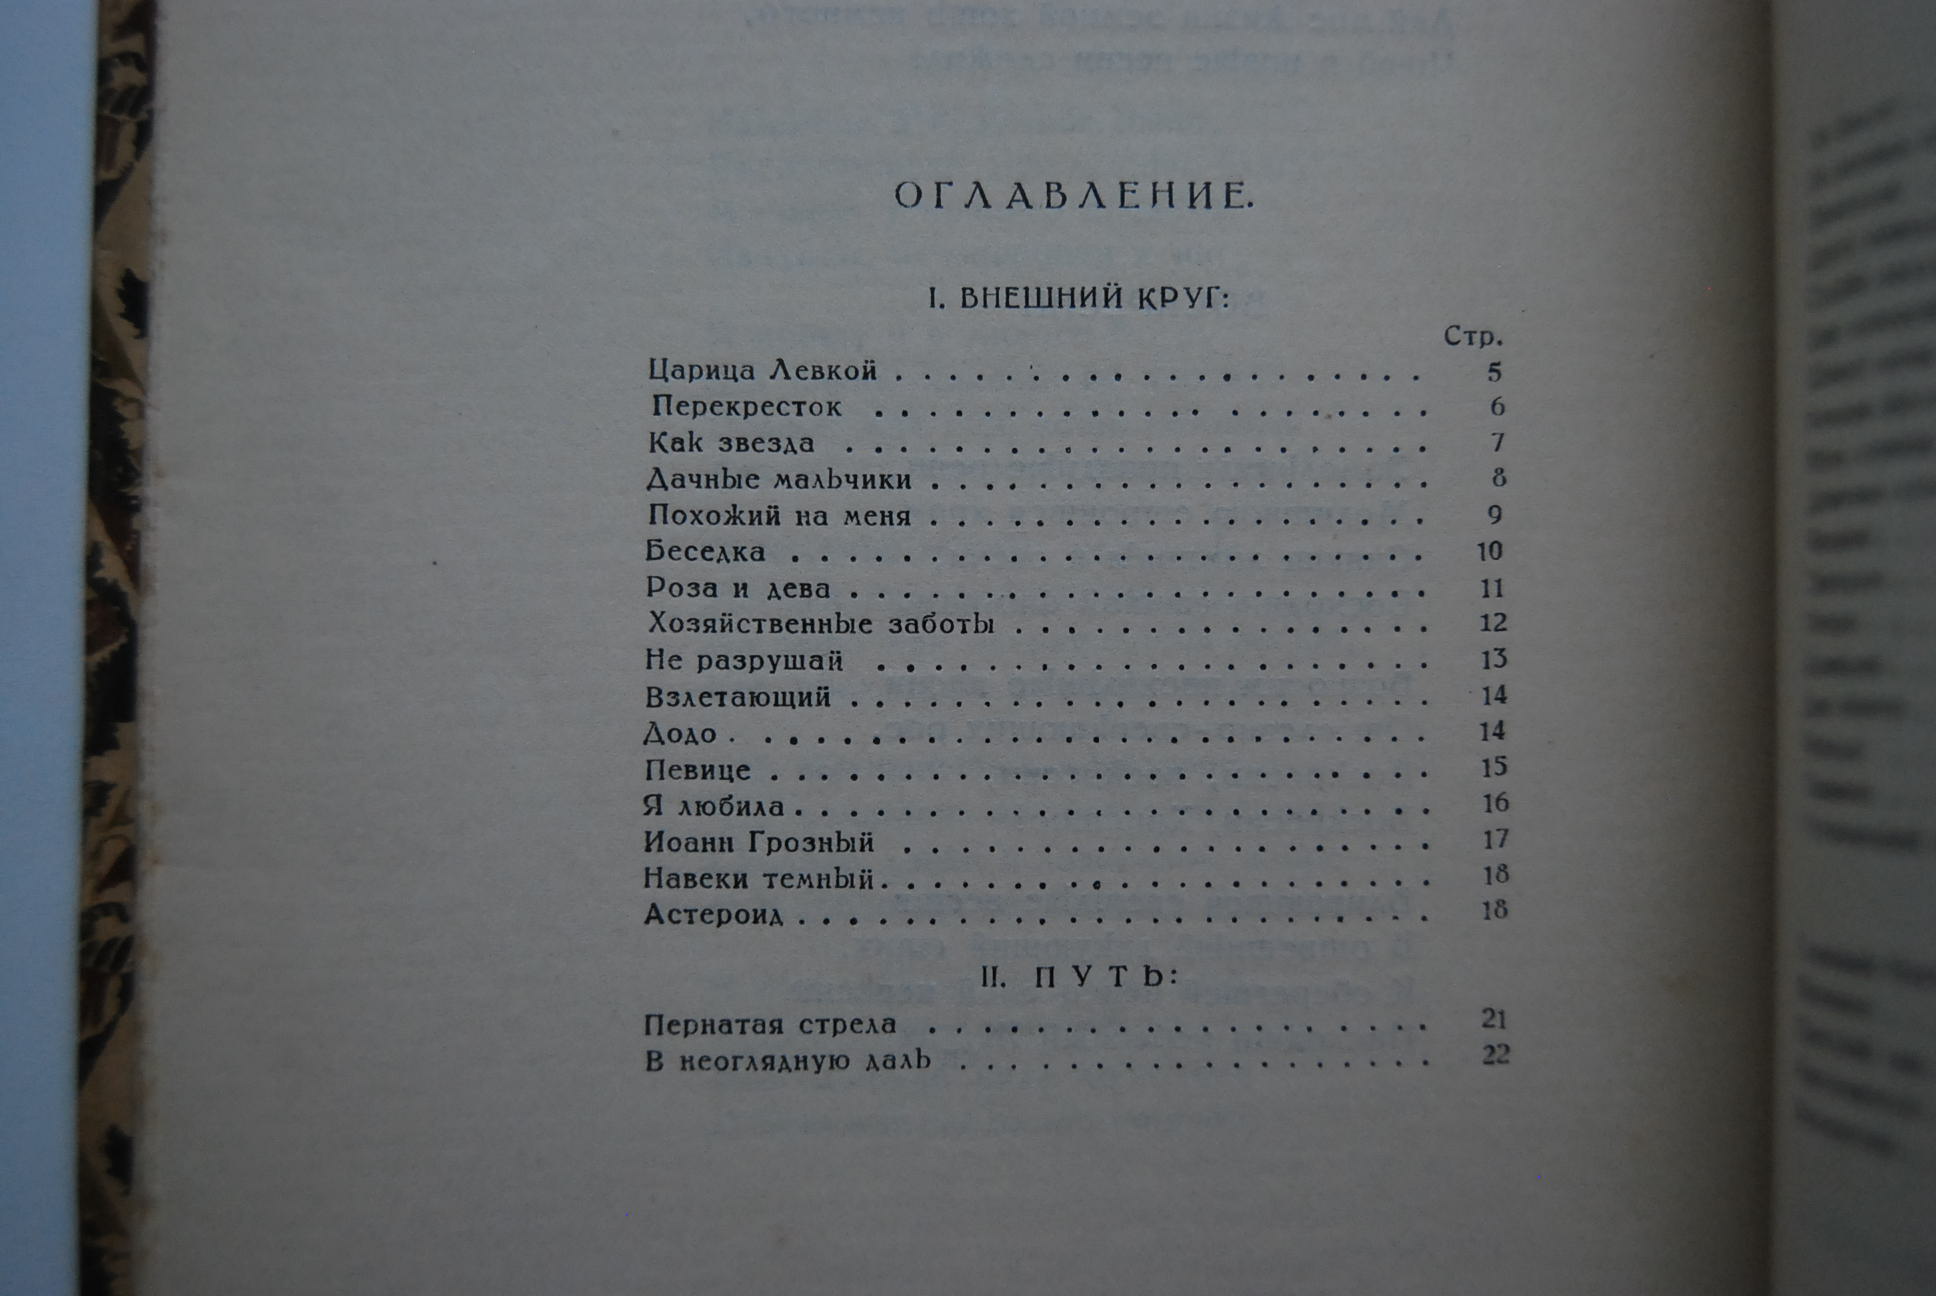 ОГЛАВЛЕНИЕ.
I. ВНЕШНИЙ КРУГ:
Стр.
Царица Левкой . . . . . . . . . . . . . . . . . . . . 5
Перекресток . . . . . . . . . . . . . . . . . . . . 6
Как звезда . . . . . . . . . . . . . . . . . . . . . . 7
Дачные мальчики . . . . . . . . . . . . . . . . . . . 8
Похожий на меня . . . . . . . . . . . . . . . . . . . 9
Беседка . . . . . . . . . . . . . . . . . . . . . . . . 10
Роза и дева . . . . . . . . . . . . . . . . . . . . . . 11
Хозяйственные заботы . . . . . . . . . . . . . . . . 12
Не разрушай . . . . . . . . . . . . . . . . . . . . . 13
Взлетающий . . . . . . . . . . . . . . . . . . . . . . 14
Додо . . . . . . . . . . . . . . . . . . . . . . . . . . 14
Певице . . . . . . . . . . . . . . . . . . . . . . . . . 15
Я любила . . . . . . . . . . . . . . . . . . . . . . . . 16
Иоанн Грозный . . . . . . . . . . . . . . . . . . . . 17
Навеки темный . . . . . . . . . . . . . . . . . . . . . 18
Астероид . . . . . . . . . . . . . . . . . . . . . . . . 18
II. ПУТЬ:
Пернатая стрела . . . . . . . . . . . . . . . . . . . 21
В неоглядную даль . . . . . . . . . . . . . . . . . . 22